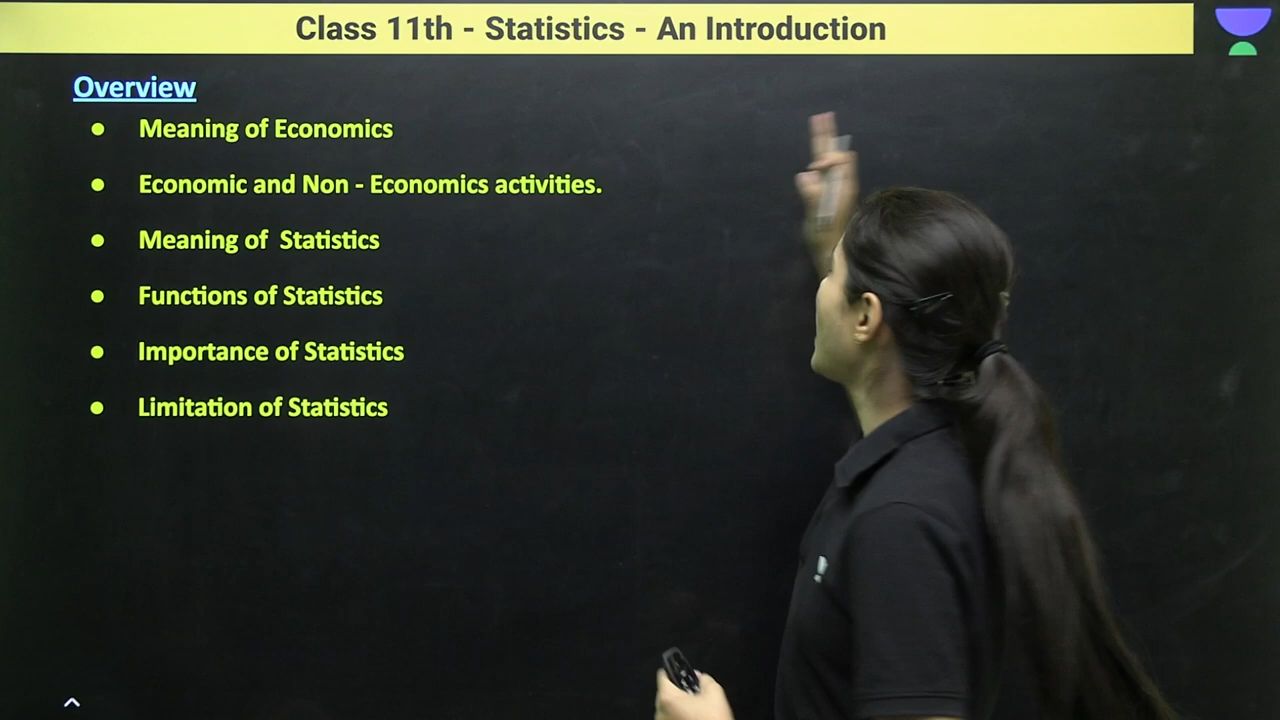 Class 11th - Statistics - An Introduction
Overview
● Meaning of Economics
● Economic and Non - Economics activities.
● Meaning of  Statistics
● Functions of Statistics
● Importance of Statistics
● Limitation of Statistics